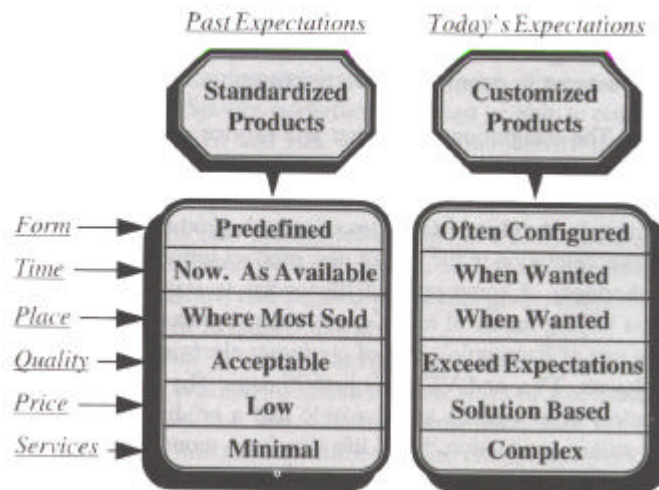 Past Expectations Today's Expectations
Standardized Customized
Products Products
Form Predefined Often Configured
Time Now. As Available When Wanted
Place Where Most Sold When Wanted
Quality Acceptable Exceed Expectations
Price Low Solution Based
Services Minimal Complex